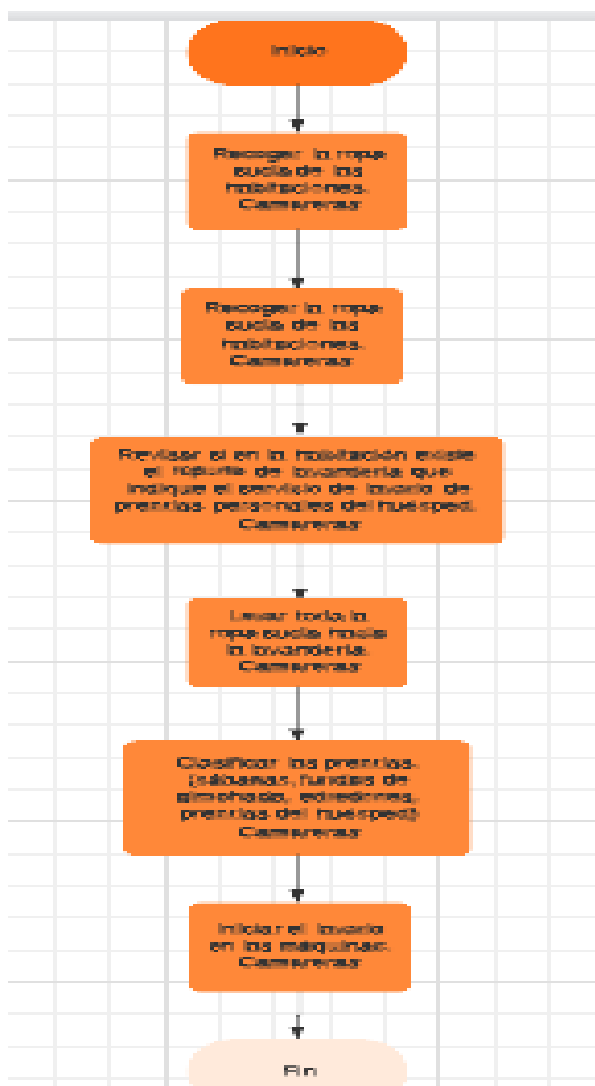 Inicio
Recoger la ropa
sucia de las
habitaciones.
Camareras
Recoger la ropa
sucia de las
habitaciones.
Camareras
Revisar si en la habitación existe
el reporte de lavandería que
indique el servicio de lavado de
prendas personales del huésped.
Camareras
Llevar toda la
ropa sucia hacia
la lavandería.
Camareras
Clasificar las prendas.
(sábanas, fundas de
almohada, edredones,
prendas del huésped)
Camareras
Iniciar el lavado
en las máquinas.
Camareras
Fin